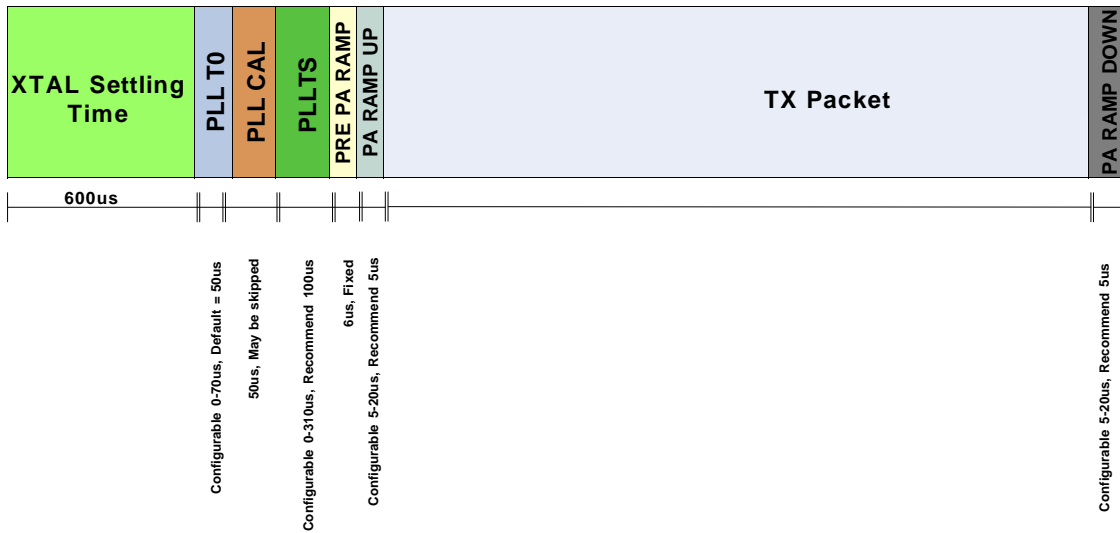 XTAL Settling
Time
PLL T0
PLL CAL
PLLTS
PRE PA RAMP
PA RAMP UP
TX Packet
PA RAMP DOWN
600us
Configurable 0-70us, Default = 50us
50us, May be skipped
Configurable 0-310us, Recommend 100us
6us, Fixed
Configurable 5-20us, Recommend 5us
Configurable 5-20us, Recommend 5us